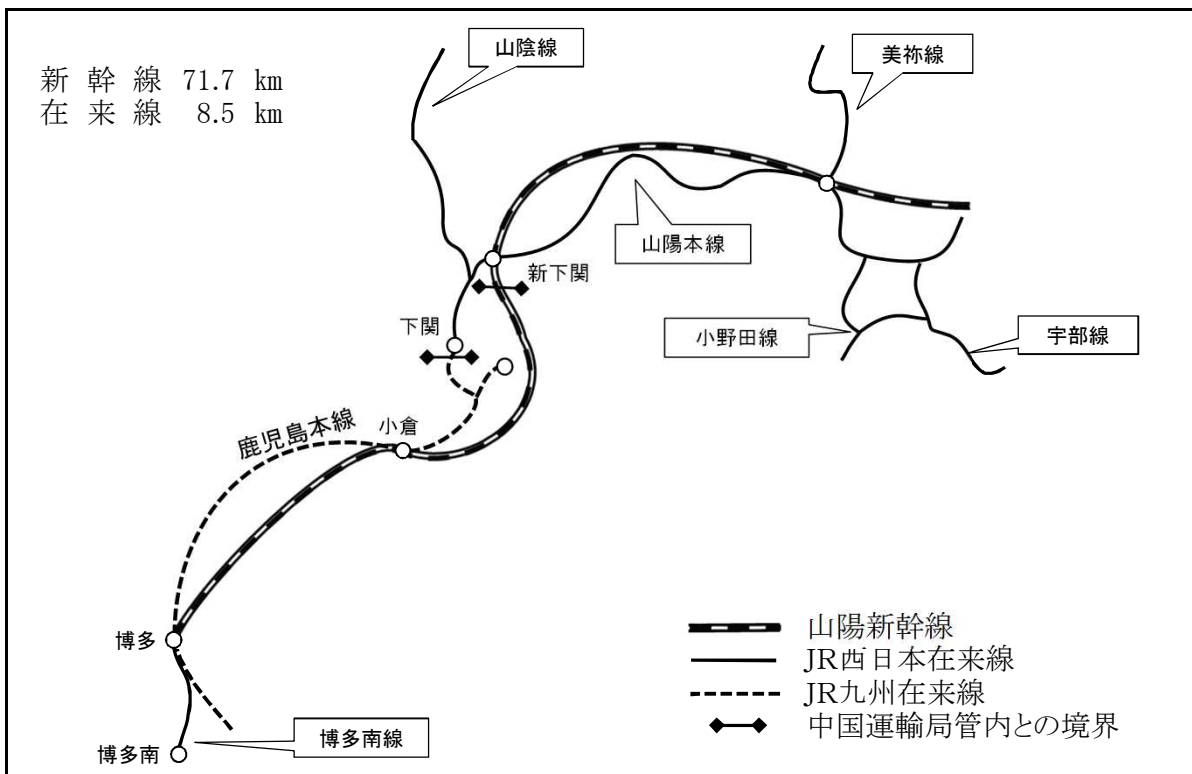 山陰線
美祢線
新幹線 71.7 km
在来線 8.5 km
山陽本線
新下関
下関
小野田線
宇部線
鹿児島本線
小倉
博多
博多南
博多南線
山陽新幹線
JR西日本在来線
JR九州在来線
中国運輸局管内との境界